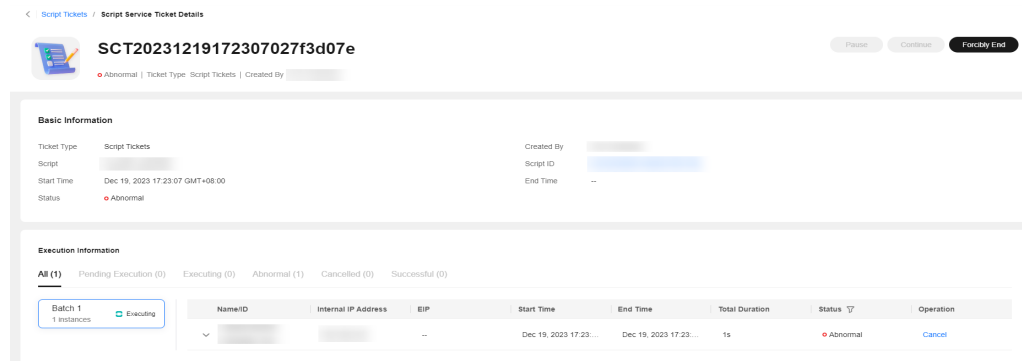 Script Tickets / Script Service Ticket Details
SCT20231219172307027f3d07e
Pause Continue Forcibly End
Abnormal | Ticket Type Script Tickets | Created By
Basic Information
Ticket Type Script Tickets Created By
Script Script ID
Start Time Dec 19, 2023 17:23:07 GMT+08:00 End Time --
Status Abnormal
Execution Information
All (1) Pending Execution (0) Executing (0) Abnormal (1) Cancelled (0) Successful (0)
Batch 1
1 instances
Executing
Name/ID Internal IP Address EIP Start Time End Time Total Duration Status Operation
-- Dec 19, 2023 17:23:... Dec 19, 2023 17:23:... 1s Abnormal Cancel